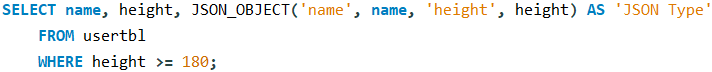 SELECT name, height, JSON_OBJECT('name', name, 'height', height) AS 'JSON Type'
FROM usertbl
WHERE height >= 180;